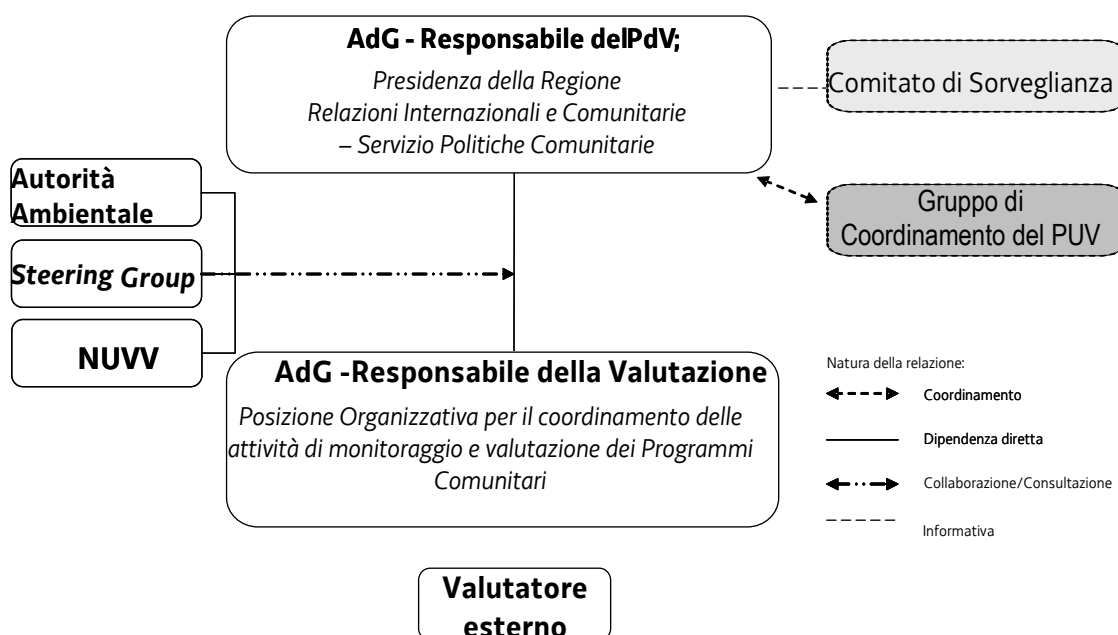 AdG - Responsabile del PdV;
Presidenza della Regione
Relazioni Internazionali e Comunitarie
– Servizio Politiche Comunitarie
Comitato di Sorveglianza
Gruppo di
Coordinamento del PUV
Autorità
Ambientale
Steering Group
NUVV
AdG -Responsabile della Valutazione
Posizione Organizzativa per il coordinamento delle
attività di monitoraggio e valutazione dei Programmi
Comunitari
Natura della relazione:
Coordinamento
Dipendenza diretta
Collaborazione/Consultazione
Informativa
Valutatore
esterno